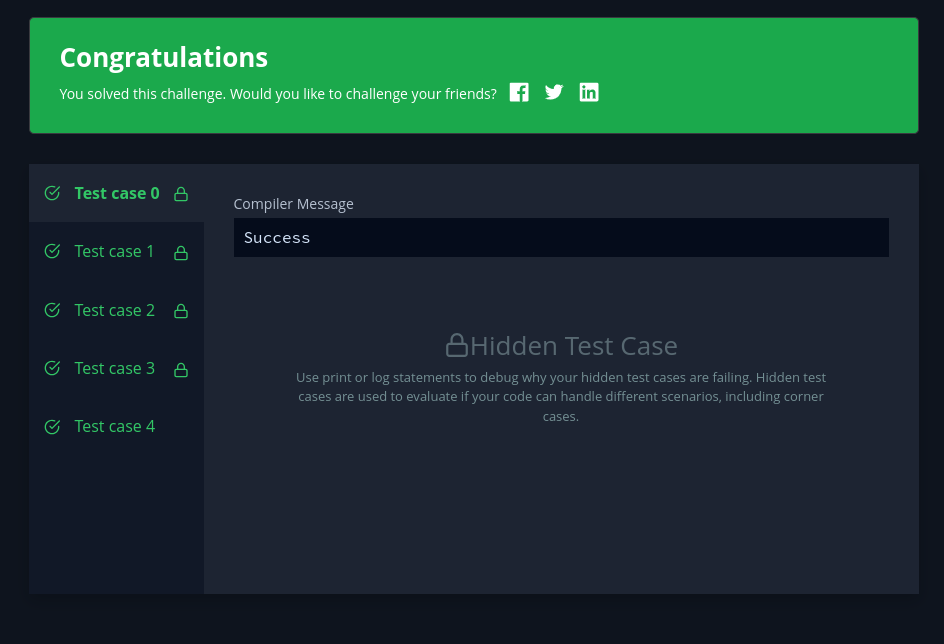 Congratulations
You solved this challenge. Would you like to challenge your friends?
Test case 0
Test case 1
Test case 2
Test case 3
Test case 4
Compiler Message
Success
Hidden Test Case
Use print or log statements to debug why your hidden test cases are failing. Hidden test
cases are used to evaluate if your code can handle different scenarios, including corner
cases.